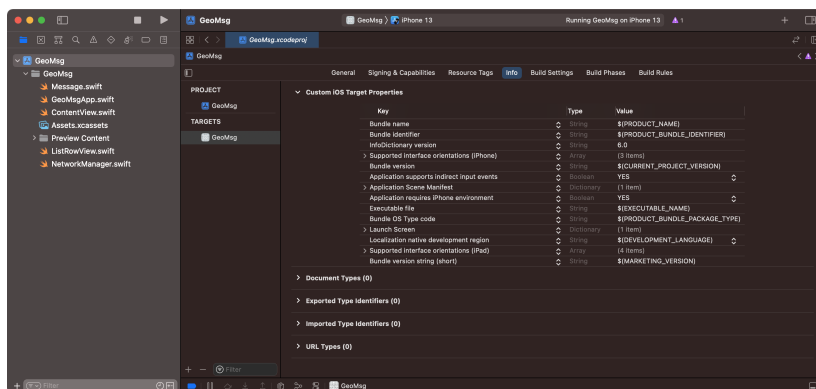 GeoMsg
GeoMsg 〉 iPhone 13
Running GeoMsg on iPhone 13
1
GeoMsg.xcodeproj
GeoMsg
GeoMsg
Message.swift
GeoMsgApp.swift
ContentView.swift
Assets.xcassets
Preview Content
ListRowView.swift
NetworkManager.swift
GeoMsg
General Signing & Capabilities Resource Tags Info Build Settings Build Phases Build Rules
PROJECT
GeoMsg
TARGETS
GeoMsg
Custom iOS Target Properties
Key Type Value
Bundle name String $(PRODUCT_NAME)
Bundle identifier String $(PRODUCT_BUNDLE_IDENTIFIER)
InfoDictionary version String 6.0
Supported interface orientations (iPhone) Array (3 items)
Bundle version String $(CURRENT_PROJECT_VERSION)
Application supports indirect input events Boolean YES
Application Scene Manifest Dictionary (1 item)
Application requires iPhone environment Boolean YES
Executable file String $(EXECUTABLE_NAME)
Bundle OS Type code String $(PRODUCT_BUNDLE_PACKAGE_TYPE)
Launch Screen Dictionary (1 item)
Localization native development region String $(DEVELOPMENT_LANGUAGE)
Supported interface orientations (iPad) Array (4 items)
Bundle version string (short) String $(MARKETING_VERSION)
Document Types (0)
Exported Type Identifiers (0)
Imported Type Identifiers (0)
URL Types (0)
Filter
Filter
GeoMsg